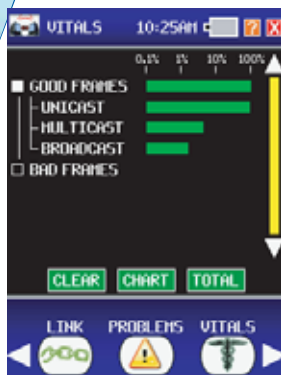 VITALS 10:25AM ? X
0.1% 1% 10% 100%
GOOD FRAMES
UNICAST
MULTICAST
BROADCAST
BAD FRAMES
CLEAR CHART TOTAL
LINK PROBLEMS VITALS